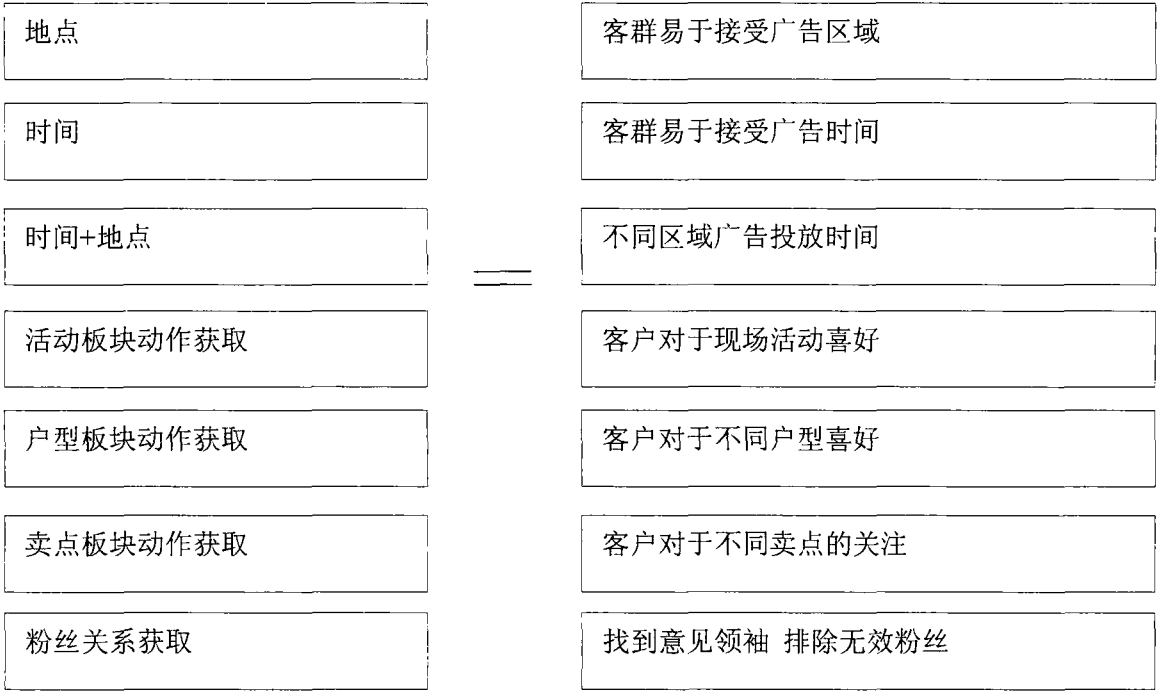 地点
客群易于接受广告区域
时间
客群易于接受广告时间
时间+地点
不同区域广告投放时间
活动板块动作获取
客户对于现场活动喜好
户型板块动作获取
客户对于不同户型喜好
卖点板块动作获取
客户对于不同卖点的关注
粉丝关系获取
找到意见领袖 排除无效粉丝